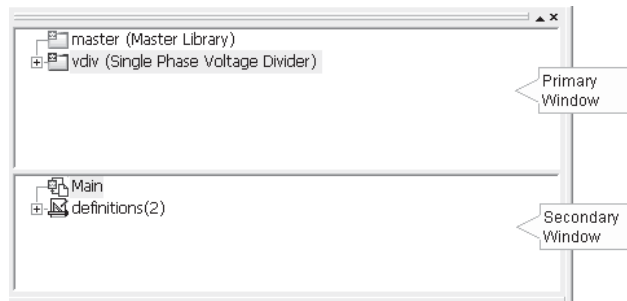 master (Master Library)
vdiv (Single Phase Voltage Divider)
Primary
Window
Main
definitions(2)
Secondary
Window